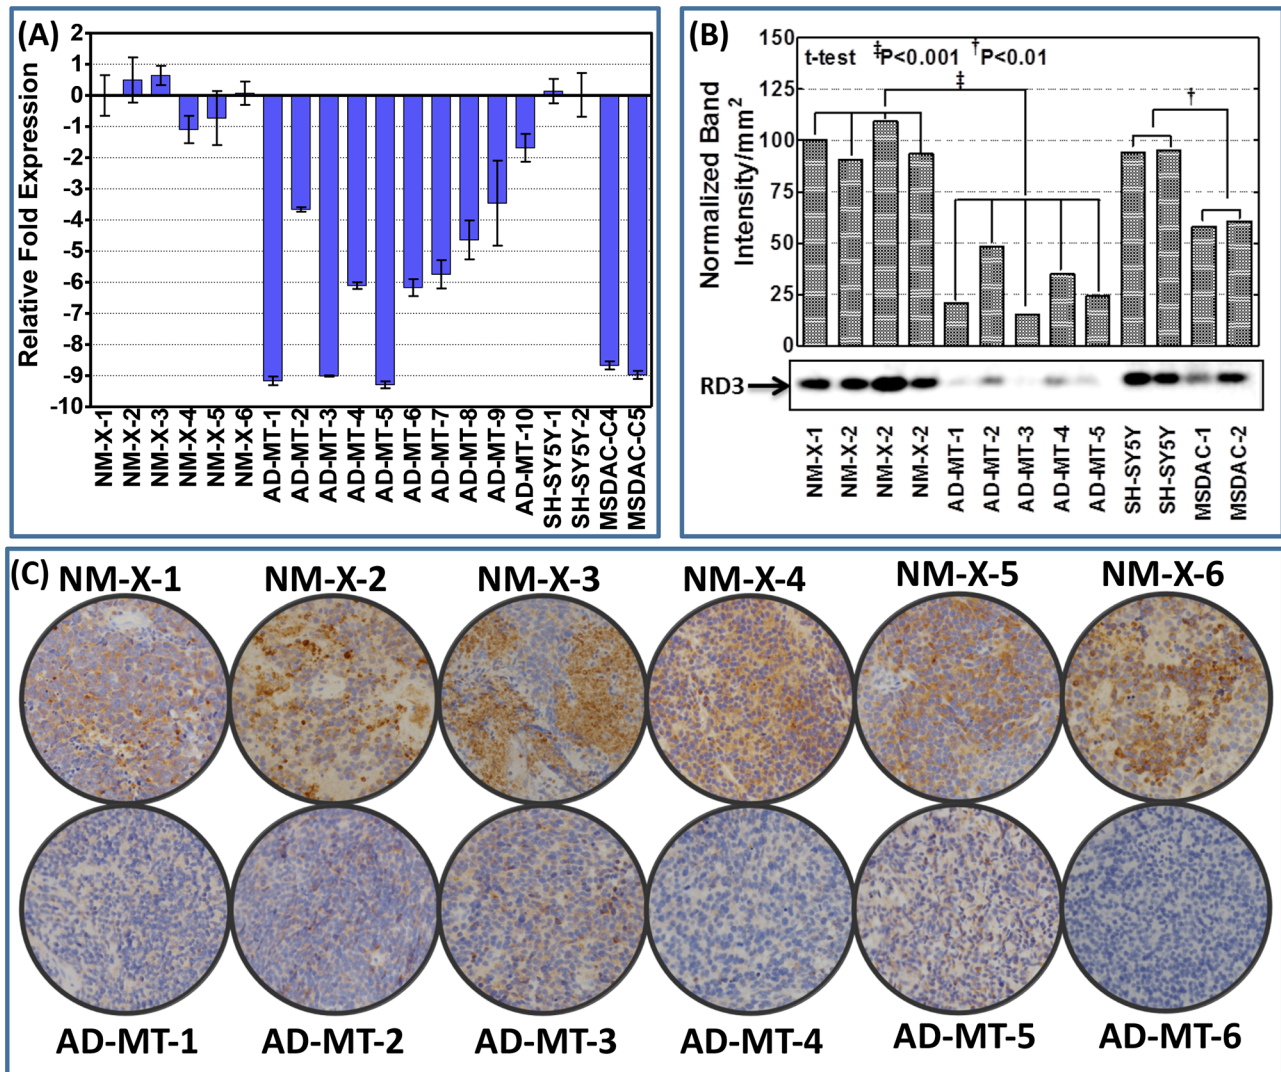 (A)
2
1
0
-1
-2
-3
-4
-5
-6
-7
-8
-9
-10
Relative Fold Expression
NM-X-1
NM-X-2
NM-X-3
NM-X-4
NM-X-5
NM-X-6
AD-MT-1
AD-MT-2
AD-MT-3
AD-MT-4
AD-MT-5
AD-MT-6
AD-MT-7
AD-MT-8
AD-MT-9
AD-MT-10
SH-SY5Y-1
SH-SY5Y-2
MSDAC-C4
MSDAC-C5
(B)
150
125
100
75
50
25
0
Normalized Band
Intensity/mm2
t-test ‡P<0.001 †P<0.01
‡
†
RD3
NM-X-1
NM-X-2
NM-X-2
NM-X-2
AD-MT-1
AD-MT-2
AD-MT-3
AD-MT-4
AD-MT-5
SH-SY5Y
SH-SY5Y
MSDAC-1
MSDAC-2
(C)
NM-X-1 NM-X-2 NM-X-3 NM-X-4 NM-X-5 NM-X-6
AD-MT-1 AD-MT-2 AD-MT-3 AD-MT-4 AD-MT-5 AD-MT-6